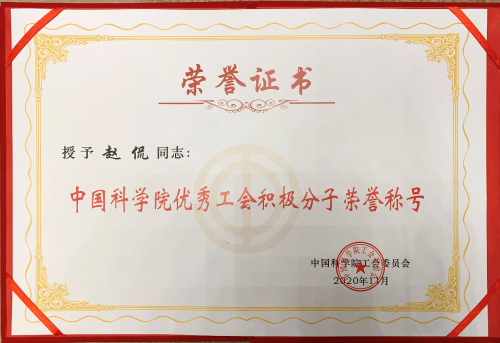 荣誉证书
授予 赵侃 同志：
中国科学院优秀工会积极分子荣誉称号
中国科学院工会委员会
2020年11月